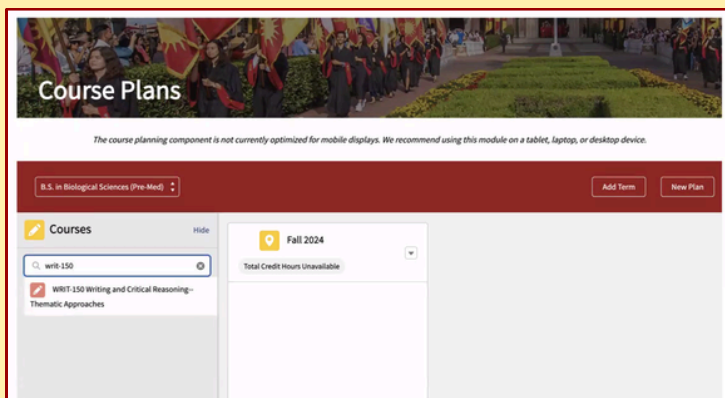 Course Plans
The course planning component is not currently optimized for mobile displays. We recommend using this module on a tablet, laptop, or desktop device.
B.S. in Biological Sciences (Pre-Med)
Add Term
New Plan
Courses
Hide
writ-150
WRIT-150 Writing and Critical Reasoning--
Thematic Approaches
Fall 2024
Total Credit Hours Unavailable